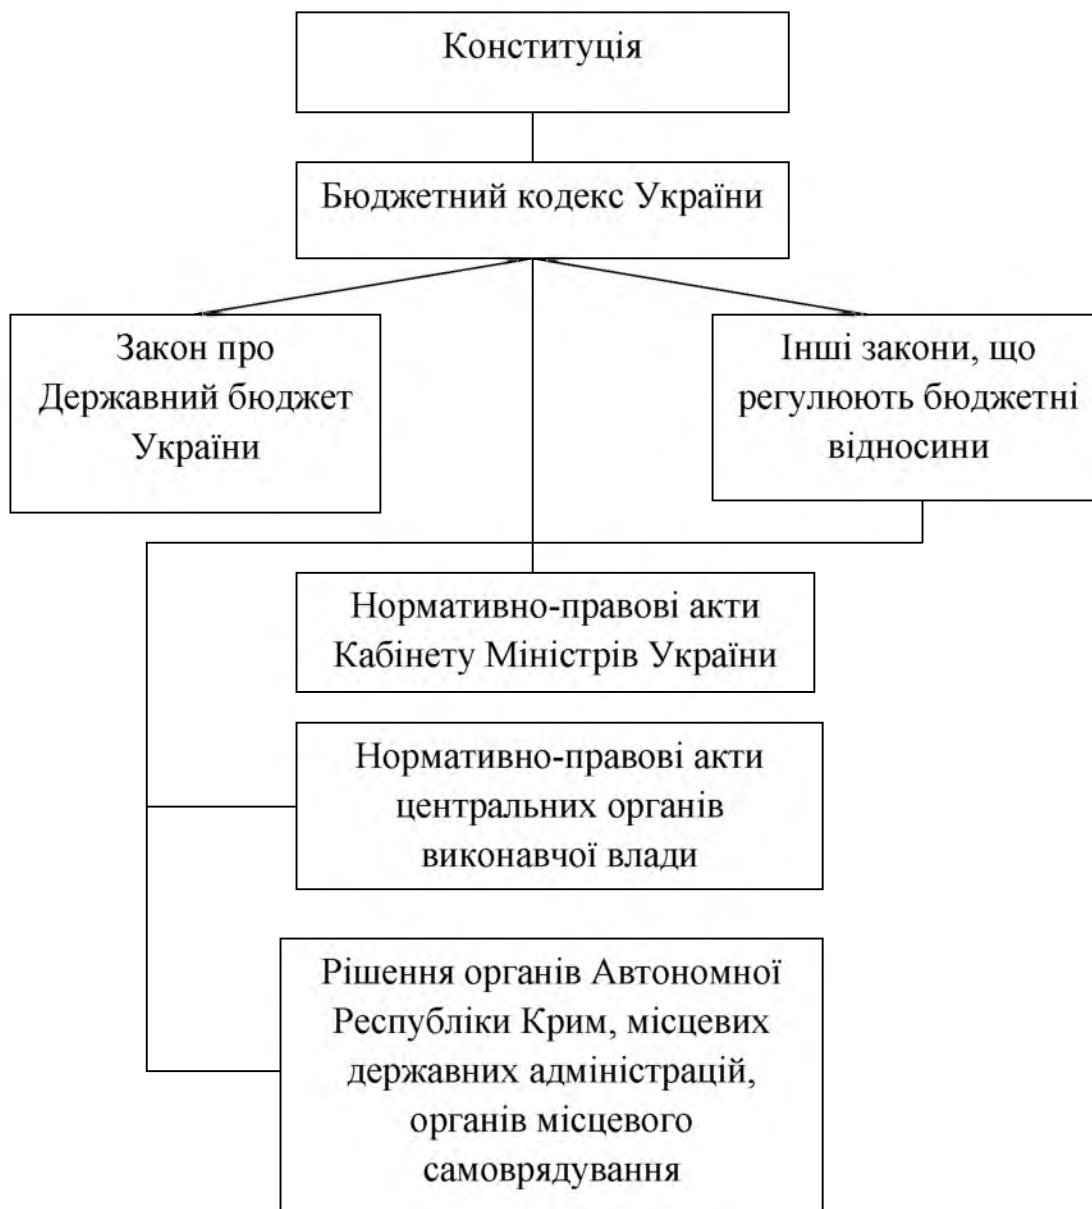 Конституція
Бюджетний кодекс України
Закон про
Державний бюджет
України
Інші закони, що
регулюють бюджетні
відносини
Нормативно-правові акти
Кабінету Міністрів України
Нормативно-правові акти
центральних органів
виконавчої влади
Рішення органів Автономної
Республіки Крим, місцевих
державних адміністрацій,
органів місцевого
самоврядування